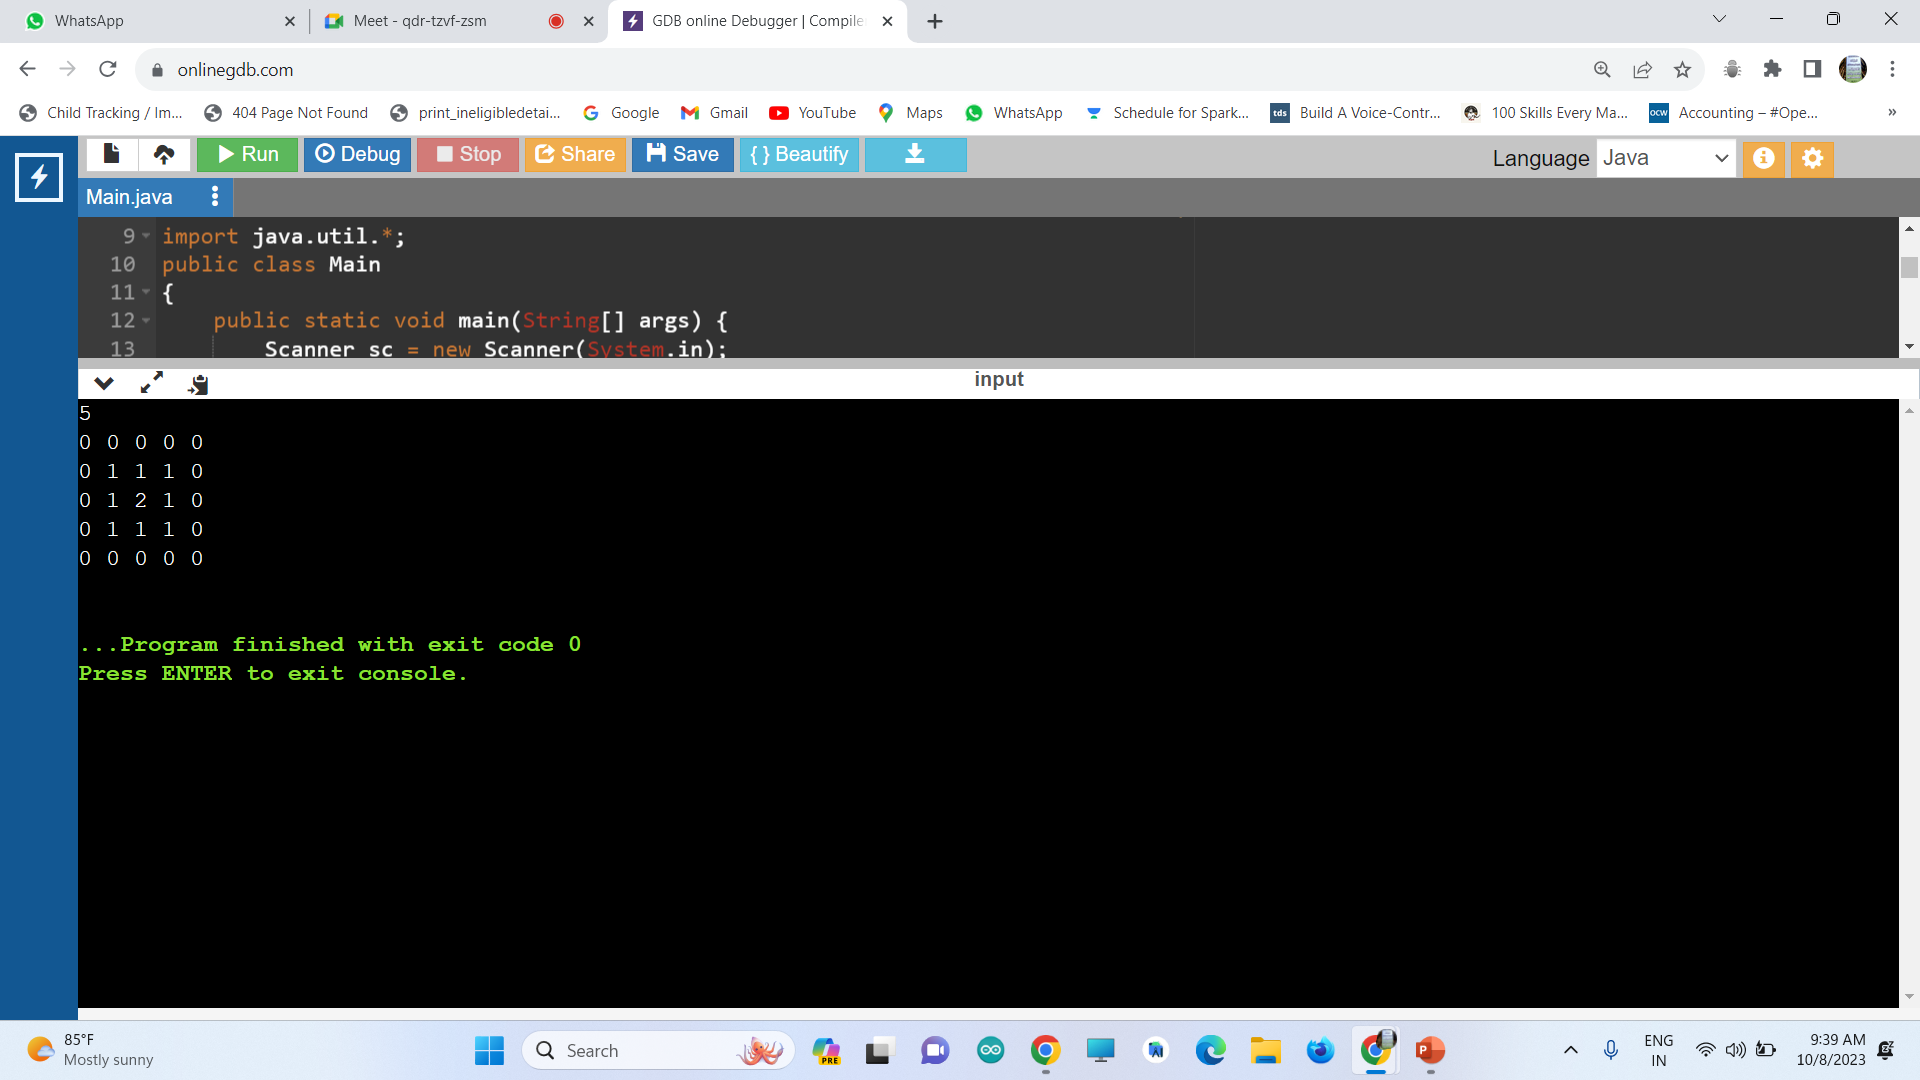 WhatsApp
Meet - qdr-tzvf-zsm
GDB online Debugger | Compile
onlinegdb.com
Child Tracking / Im...
404 Page Not Found
print_ineligibledetai...
Google
Gmail
YouTube
Maps
WhatsApp
Schedule for Spark...
tds Build A Voice-Contr...
100 Skills Every Ma...
ocw Accounting – #Ope...
»
Run
Debug
Stop
Share
Save
{ } Beautify
Language Java
Main.java
9 import java.util.*;
10 public class Main
11 {
12 public static void main(String[] args) {
13 Scanner sc = new Scanner(System.in);
input
5
0 0 0 0 0
0 1 1 1 0
0 1 2 1 0
0 1 1 1 0
0 0 0 0 0
...Program finished with exit code 0
Press ENTER to exit console.
85°F
Mostly sunny
Search
PRE
ENG
IN
9:39 AM
10/8/2023